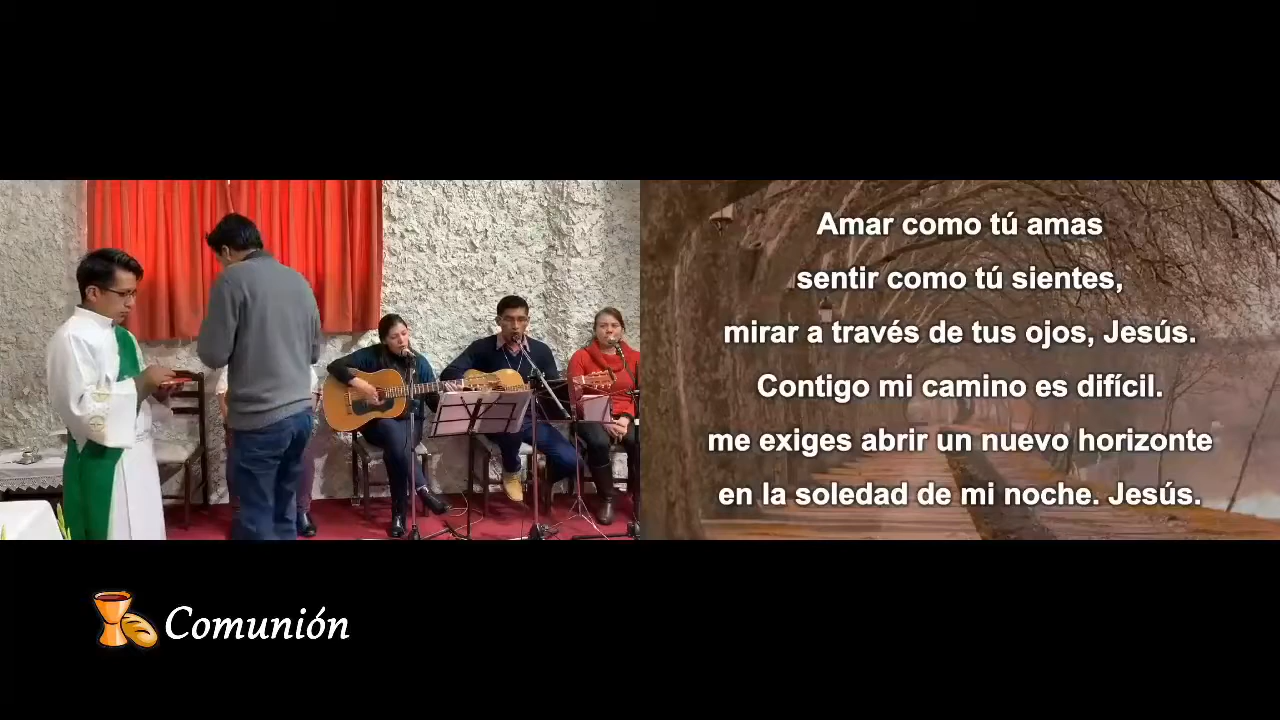 Amar como tú amas
sentir como tú sientes,
mirar a través de tus ojos, Jesús.
Contigo mi camino es difícil.
me exiges abrir un nuevo horizonte
en la soledad de mi noche. Jesús.
Comunión